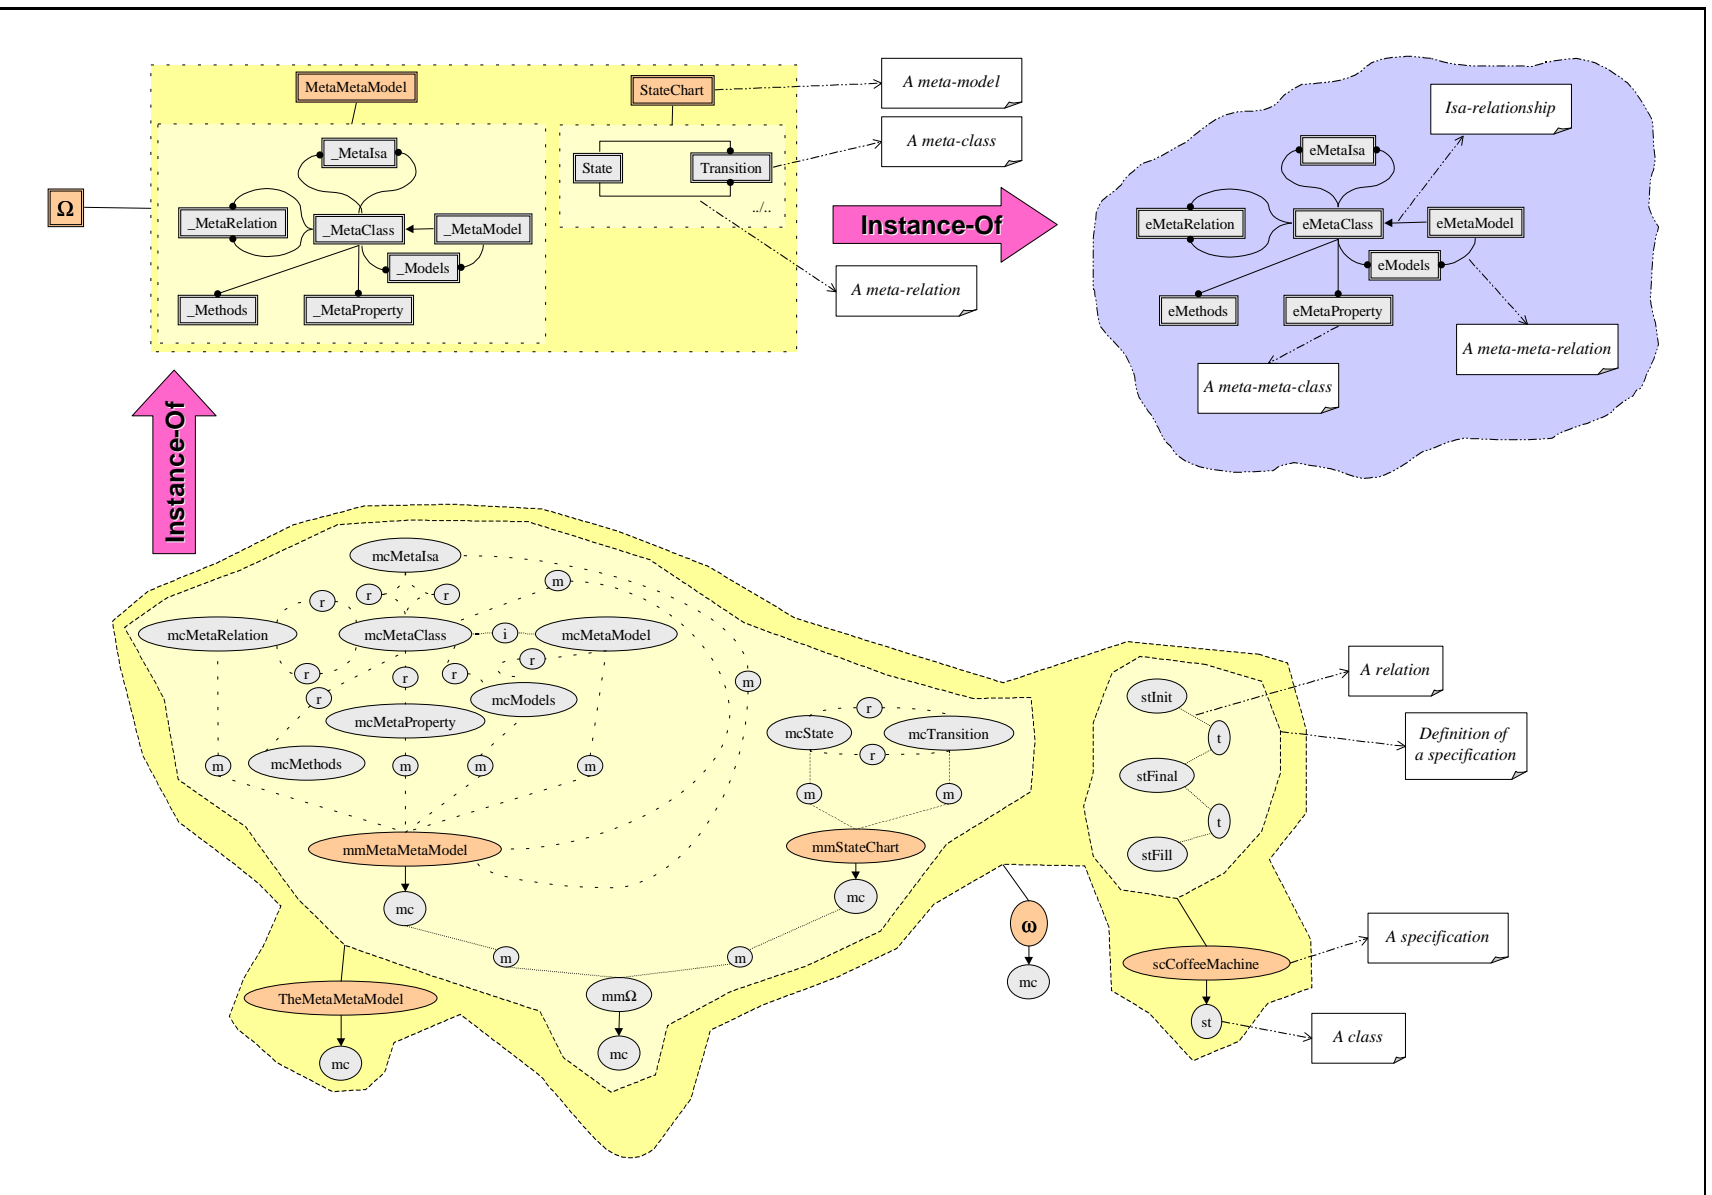 MetaMetaModel
StateChart
A meta-model
Isa-relationship
_MetaIsa
State
Transition
A meta-class
eMetaIsa
Ω
_MetaRelation
_MetaClass
_MetaModel
../..
Instance-Of
eMetaRelation
eMetaClass
eMetaModel
_Models
eModels
_Methods
_MetaProperty
A meta-relation
eMethods
eMetaProperty
A meta-meta-relation
A meta-meta-class
Instance-Of
mcMetaIsa
m
r
r
r
mcMetaRelation
mcMetaClass
i
mcMetaModel
r
r
r
r
r
m
mcModels
mcMetaProperty
mcMethods
m
m
m
m
r
mcState
mcTransition
r
m
m
mmMetaMetaModel
mmStateChart
mc
mc
m
m
TheMetaMetaModel
mc
mmΩ
mc
ω
mc
stInit
t
stFinal
t
stFill
scCoffeeMachine
st
A relation
Definition of
a specification
A specification
A class